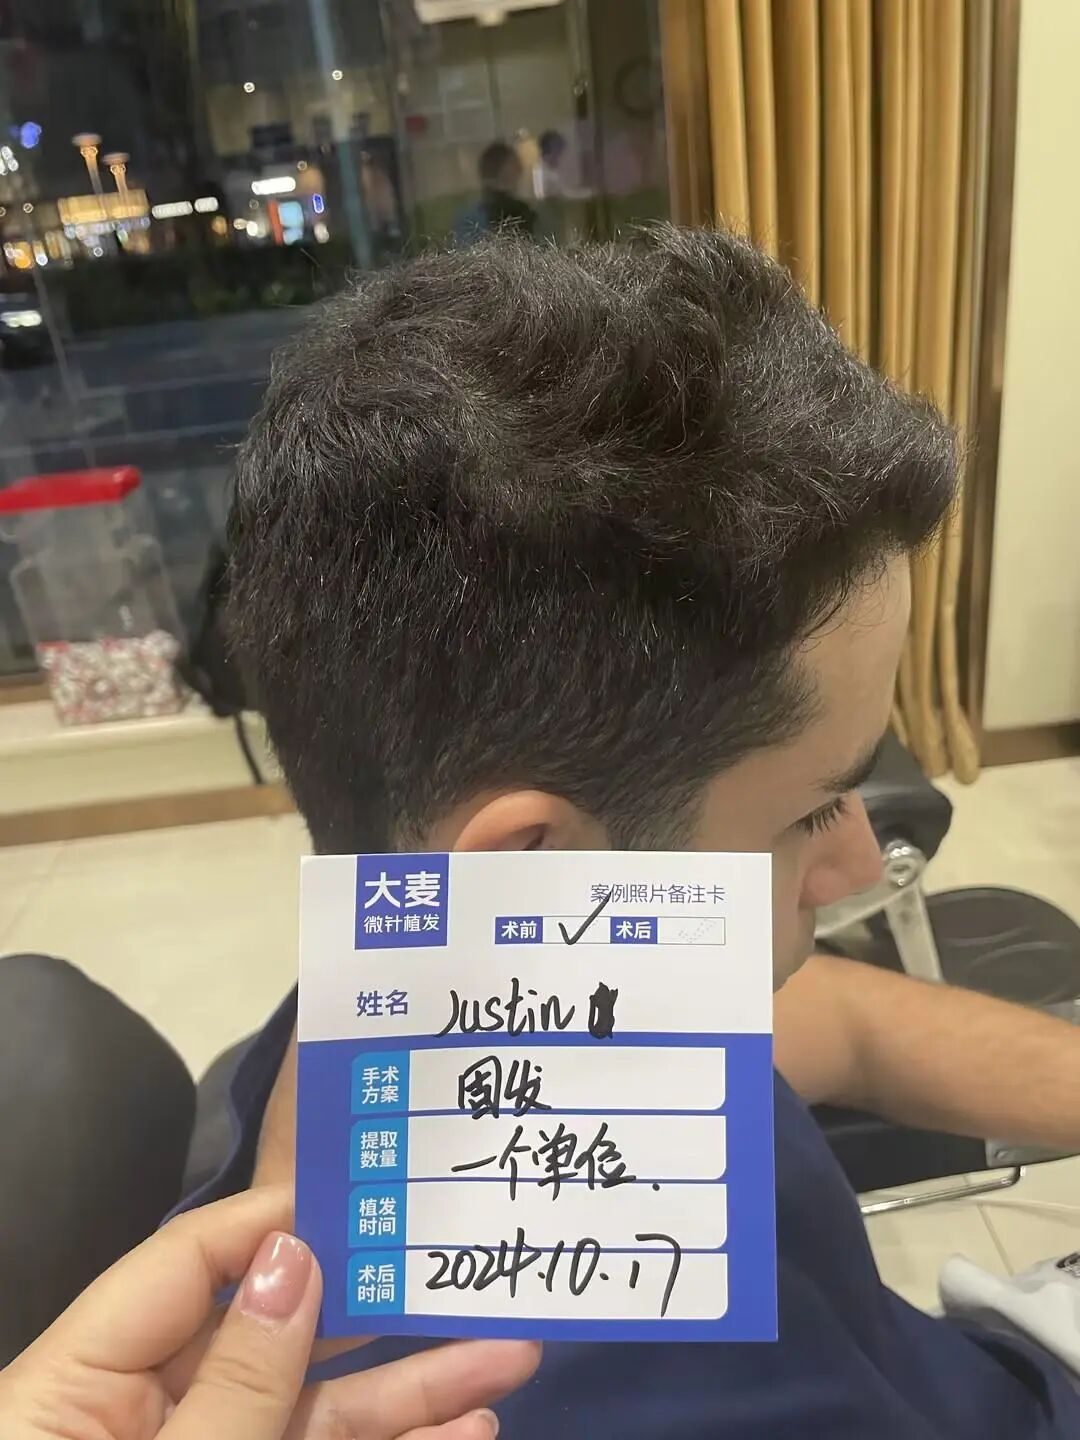 大麦
微针植发
案例照片备注卡
术前 ✓ 术后
姓名 Justin
手术方案 固发
提取数量 一个单位.
植发时间
术后时间 2024.10.17